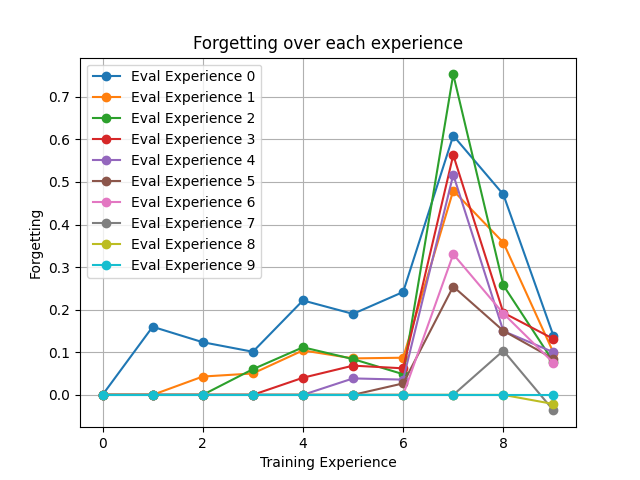 Forgetting over each experience
Eval Experience 0
Eval Experience 1
Eval Experience 2
Eval Experience 3
Eval Experience 4
Eval Experience 5
Eval Experience 6
Eval Experience 7
Eval Experience 8
Eval Experience 9
Forgetting
0.7
0.6
0.5
0.4
0.3
0.2
0.1
0.0
0 2 4 6 8
Training Experience